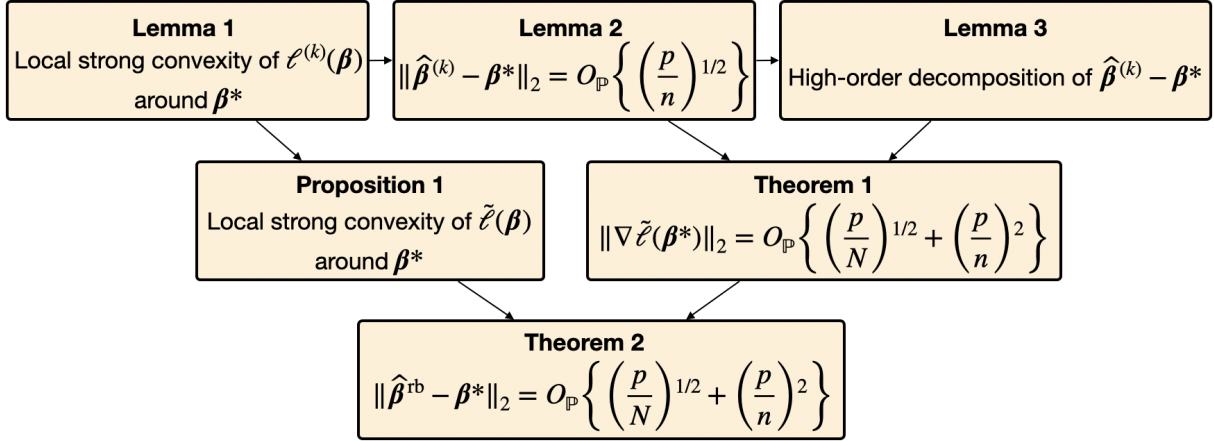 Lemma 1
Local strong convexity of ℓ^(k)(β)
around β*
Lemma 2
‖β̂^(k) − β*‖₂ = O_ℙ{(p/n)^1/2}
Lemma 3
High-order decomposition of β̂^(k) − β*
Proposition 1
Local strong convexity of ℓ̃(β)
around β*
Theorem 1
‖∇ℓ̃(β*)‖₂ = O_ℙ{(p/N)^1/2 + (p/n)^2}
Theorem 2
‖β̂^rb − β*‖₂ = O_ℙ{(p/N)^1/2 + (p/n)^2}